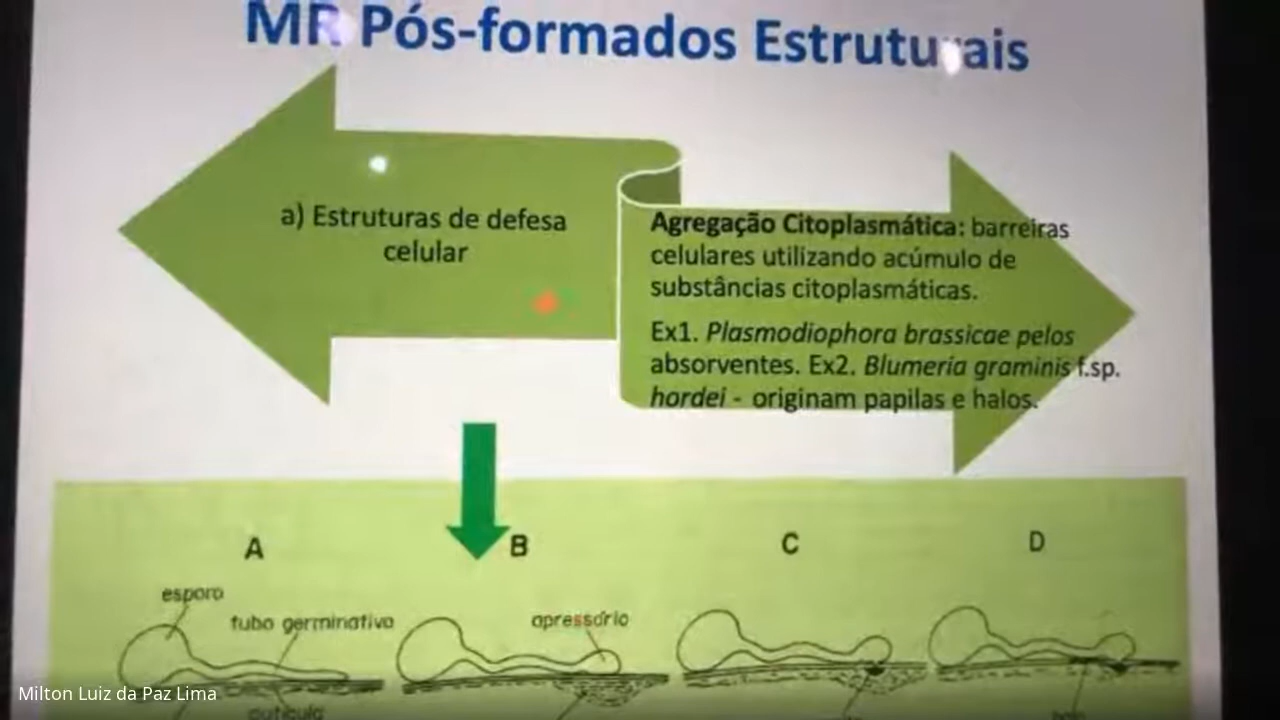 MR Pós-formados Estruturais
a) Estruturas de defesa
celular
Agregação Citoplasmática: barreiras
celulares utilizando acúmulo de
substâncias citoplasmáticas.
Ex1. Plasmodiophora brassicae pelos
absorventes. Ex2. Blumeria graminis f.sp.
hordei - originam papilas e halos.
A
B
C
D
esporo
tubo germinativo
apressório
cutícula
Milton Luiz da Paz Lima